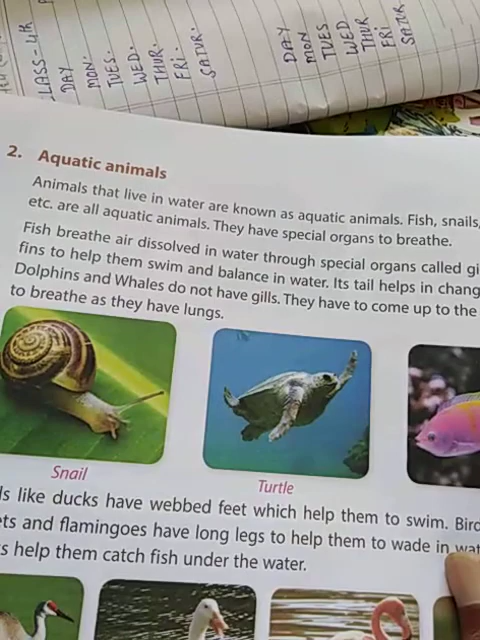 CLASS-4th
DAY
MON.
TUES.
WED.
THUR.
FRI.
SATUR.
DAY
MON
TUES
WED
THUR
FRI
SATUR
2. Aquatic animals
Animals that live in water are known as aquatic animals. Fish, snails,
etc. are all aquatic animals. They have special organs to breathe.
Fish breathe air dissolved in water through special organs called gi
fins to help them swim and balance in water. Its tail helps in chang
Dolphins and Whales do not have gills. They have to come up to the
to breathe as they have lungs.
Snail
Turtle
ds like ducks have webbed feet which help them to swim. Bird
ets and flamingoes have long legs to help them to wade in wat
s help them catch fish under the water.